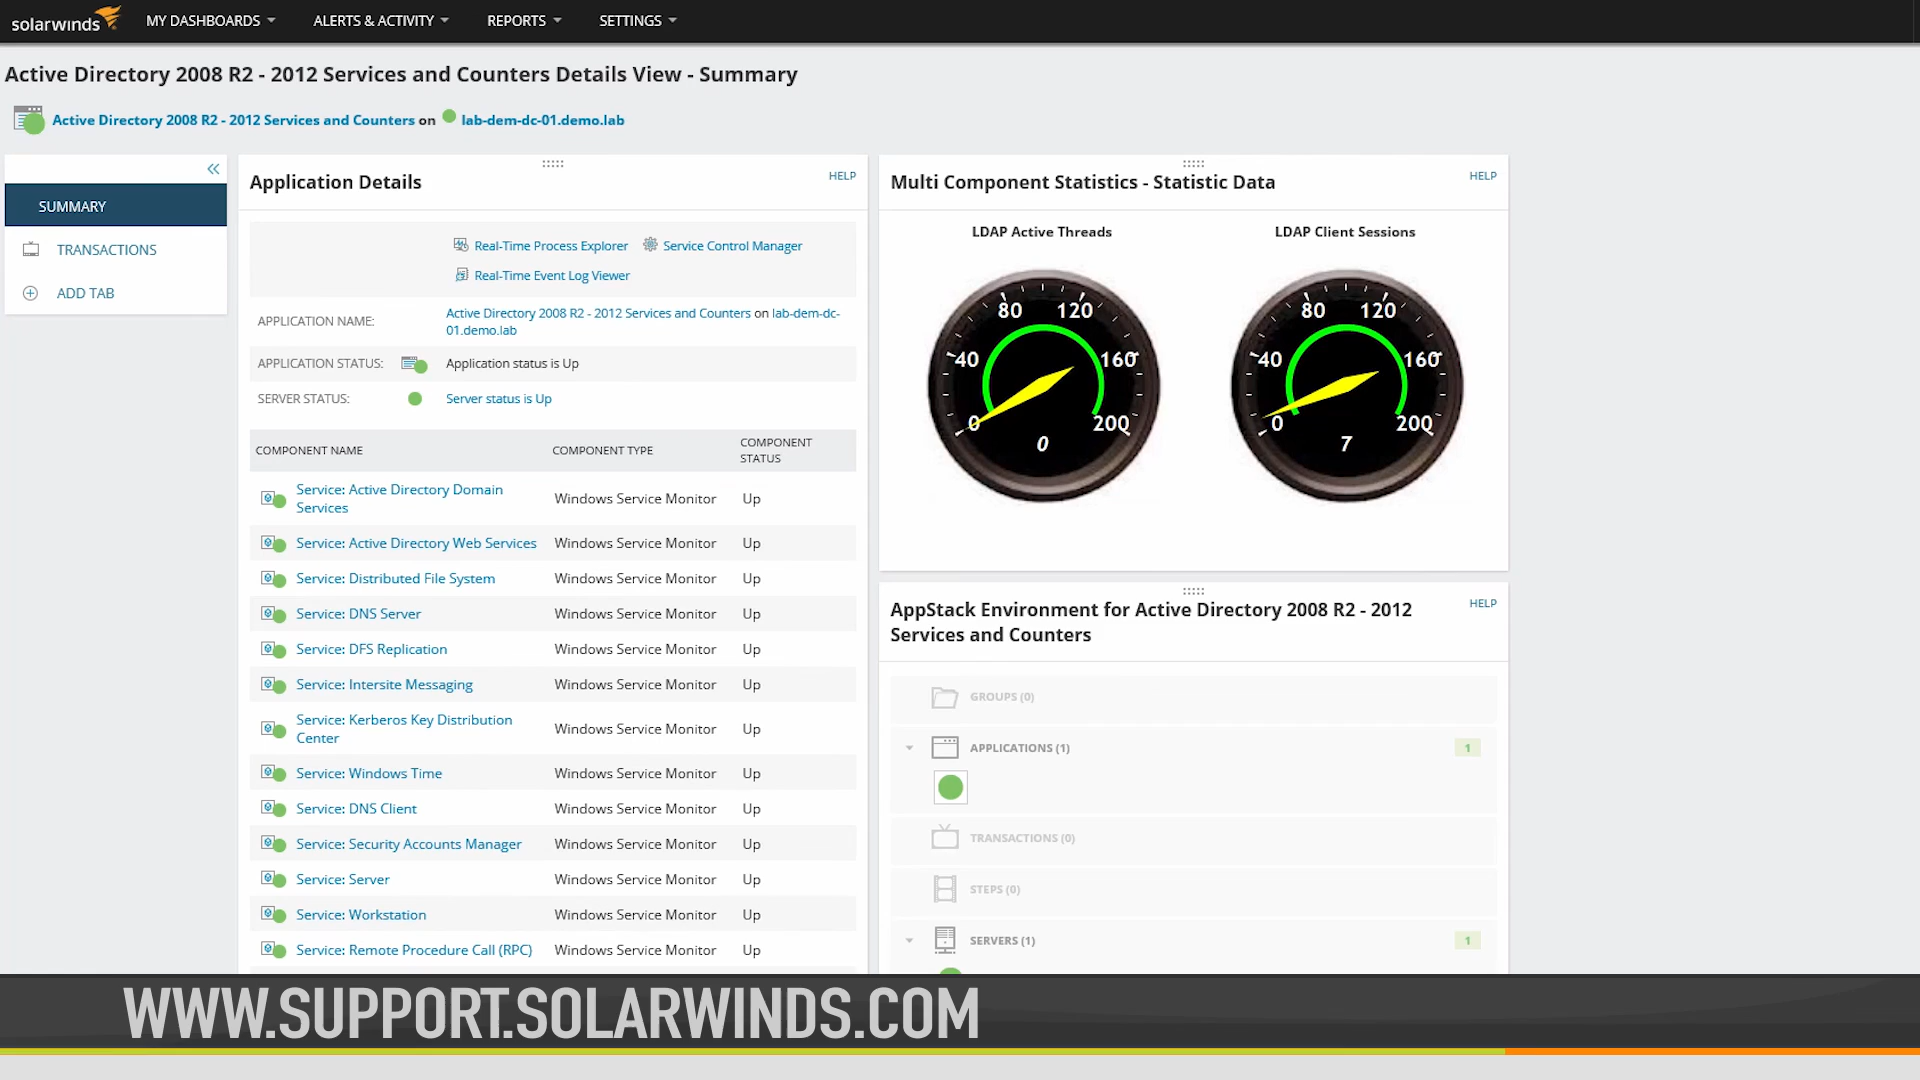 solarwinds MY DASHBOARDS ALERTS & ACTIVITY REPORTS SETTINGS
Active Directory 2008 R2 - 2012 Services and Counters Details View - Summary
Active Directory 2008 R2 - 2012 Services and Counters on lab-dem-dc-01.demo.lab
«
SUMMARY
TRANSACTIONS
ADD TAB
Application Details
HELP
Real-Time Process Explorer
Service Control Manager
Real-Time Event Log Viewer
APPLICATION NAME:
Active Directory 2008 R2 - 2012 Services and Counters on lab-dem-dc-
01.demo.lab
APPLICATION STATUS:
Application status is Up
SERVER STATUS:
Server status is Up
COMPONENT NAME
COMPONENT TYPE
COMPONENT
STATUS
Service: Active Directory Domain
Services
Windows Service Monitor
Up
Service: Active Directory Web Services
Windows Service Monitor
Up
Service: Distributed File System
Windows Service Monitor
Up
Service: DNS Server
Windows Service Monitor
Up
Service: DFS Replication
Windows Service Monitor
Up
Service: Intersite Messaging
Windows Service Monitor
Up
Service: Kerberos Key Distribution
Center
Windows Service Monitor
Up
Service: Windows Time
Windows Service Monitor
Up
Service: DNS Client
Windows Service Monitor
Up
Service: Security Accounts Manager
Windows Service Monitor
Up
Service: Server
Windows Service Monitor
Up
Service: Workstation
Windows Service Monitor
Up
Service: Remote Procedure Call (RPC)
Windows Service Monitor
Up
Multi Component Statistics - Statistic Data
HELP
LDAP Active Threads
0
40
80
120
160
200
0
LDAP Client Sessions
0
40
80
120
160
200
7
AppStack Environment for Active Directory 2008 R2 - 2012
Services and Counters
HELP
GROUPS (0)
APPLICATIONS (1)
1
TRANSACTIONS (0)
STEPS (0)
SERVERS (1)
1
WWW.SUPPORT.SOLARWINDS.COM